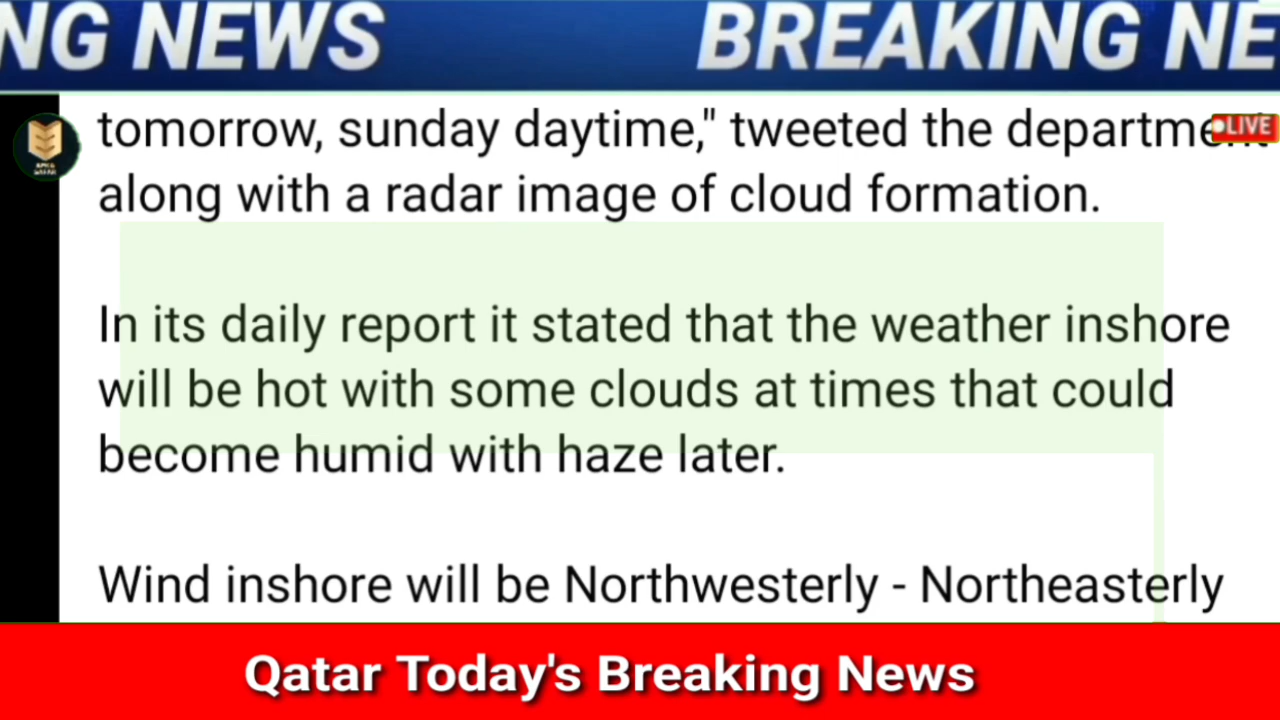 NG NEWS BREAKING NE
tomorrow, sunday daytime," tweeted the department
LIVE
along with a radar image of cloud formation.
In its daily report it stated that the weather inshore
will be hot with some clouds at times that could
become humid with haze later.
Wind inshore will be Northwesterly - Northeasterly
Qatar Today's Breaking News